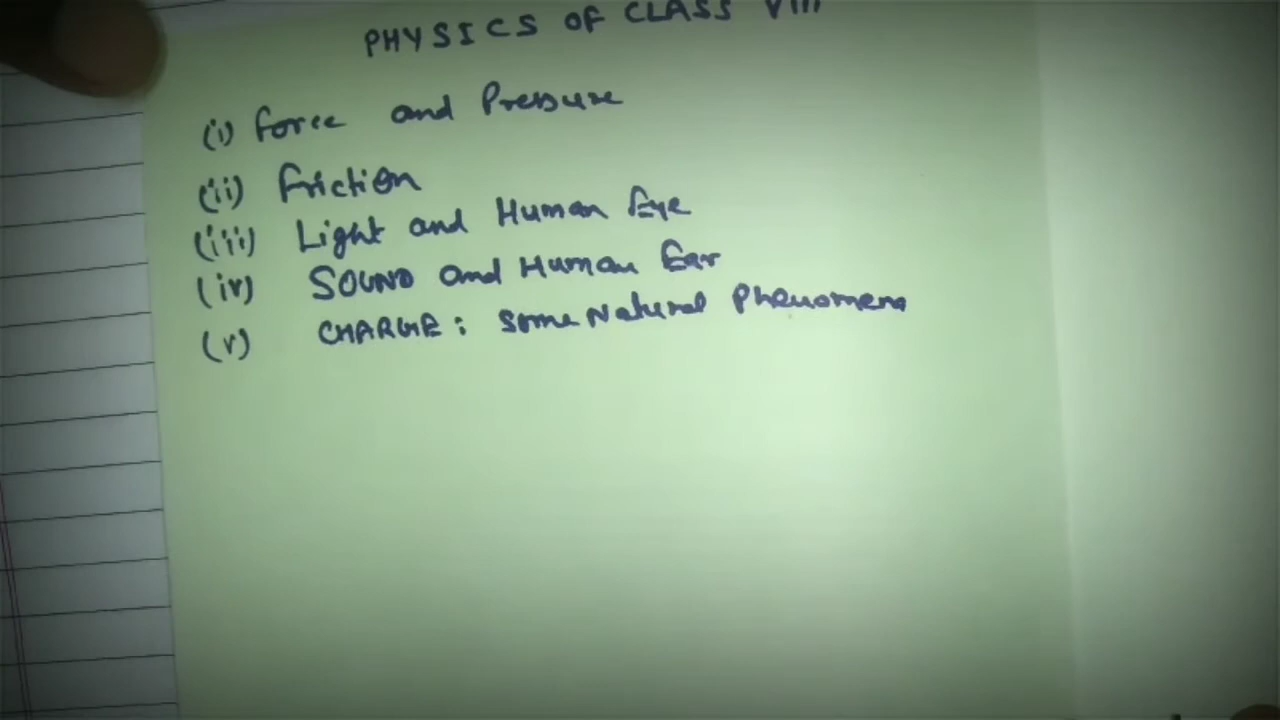 PHYSICS OF CLASS VIII
(i) Force and Pressure
(ii) Friction
(iii) Light and Human Eye
(iv) SOUND and Human Ear
(v) CHARGE: Some Natural Phenomena